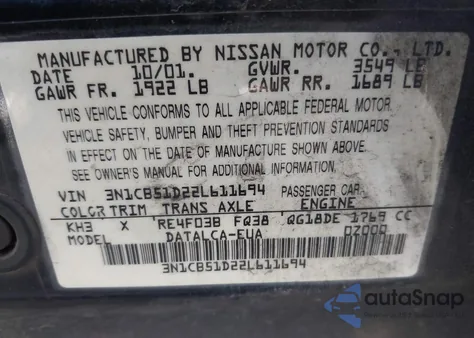 MANUFACTURED BY NISSAN MOTOR CO., LTD.
DATE 10/01. GVWR. 3549 LB
GAWR FR. 1922 LB GAWR RR. 1689 LB
THIS VEHICLE CONFORMS TO ALL APPLICABLE FEDERAL MOTOR
VEHICLE SAFETY, BUMPER AND THEFT PREVENTION STANDARDS
IN EFFECT ON THE DATE OF MANUFACTURE SHOWN ABOVE.
SEE OWNER'S MANUAL FOR ADDITIONAL INFORMATION.
VIN 3N1CB51D22L611694 PASSENGER CAR
COLOR TRIM TRANS AXLE ENGINE
KH3 X RE4F03B FQ38 QG18DE 1769 CC
MODEL DATALCA-EUA 0Z000
3N1CB51D22L611694
autoSnap